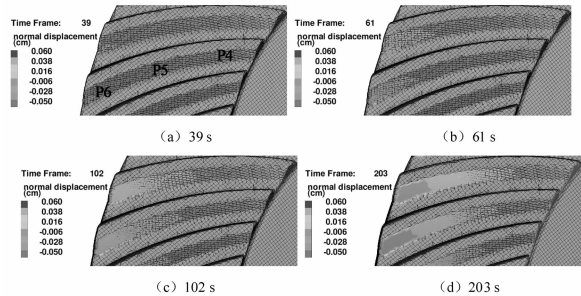 Time Frame: 39
normal displacement
(cm)
0.060
0.038
0.016
-0.006
-0.028
-0.050
P4
P5
P6
(a) 39 s
Time Frame: 61
normal displacement
(cm)
0.060
0.038
0.016
-0.006
-0.028
-0.050
(b) 61 s
Time Frame: 102
normal displacement
(cm)
0.060
0.038
0.016
-0.006
-0.028
-0.050
(c) 102 s
Time Frame: 203
normal displacement
(cm)
0.060
0.038
0.016
-0.006
-0.028
-0.050
(d) 203 s